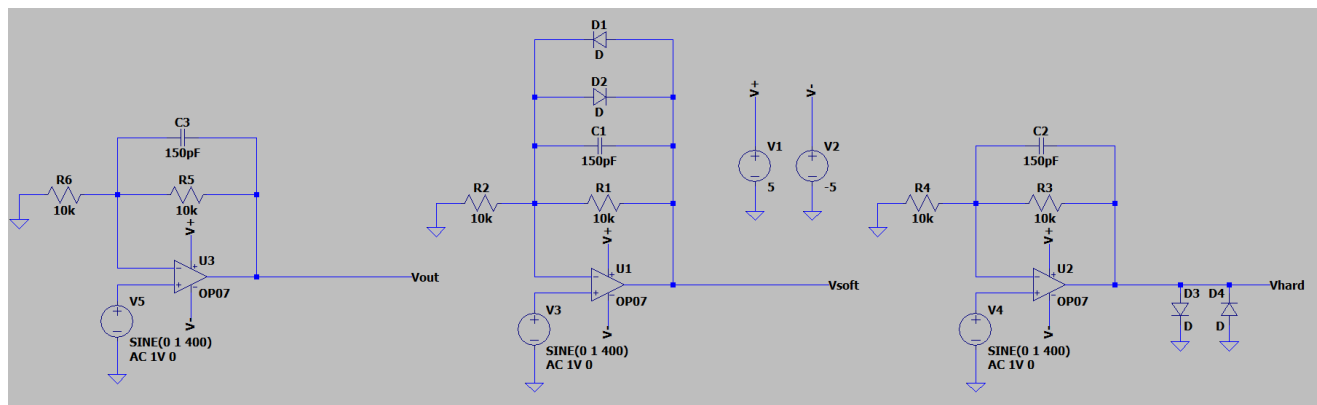 C3
150pF
R6
10k
R5
10k
V+
U3
OP07
V-
V5
SINE(0 1 400)
AC 1V 0
Vout
D1
D
D2
D
C1
150pF
R2
10k
R1
10k
V+
U1
OP07
V-
V3
SINE(0 1 400)
AC 1V 0
Vsoft
V+
V1
5
V-
V2
-5
C2
150pF
R4
10k
R3
10k
V+
U2
OP07
V-
V4
SINE(0 1 400)
AC 1V 0
D3
D
D4
D
Vhard